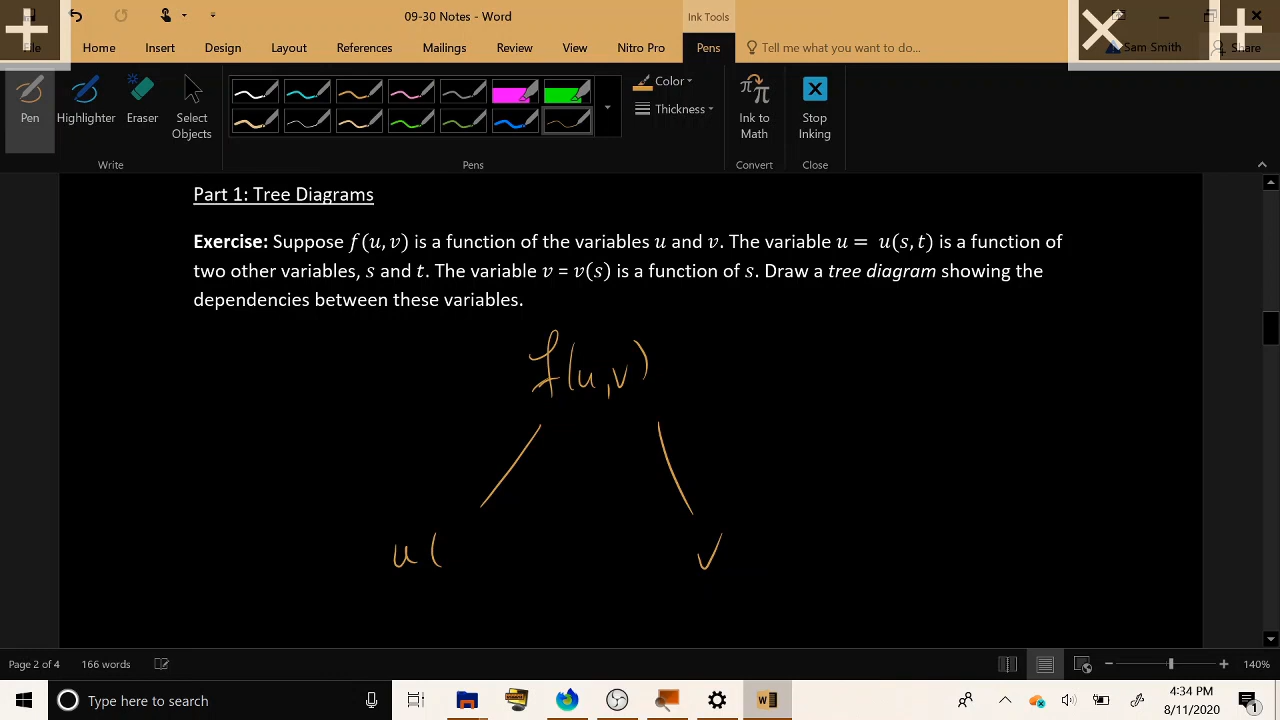 09-30 Notes - Word
Ink Tools
File Home Insert Design Layout References Mailings Review View Nitro Pro Pens Tell me what you want to do... Sam Smith Share
Color
Thickness
Pen Highlighter Eraser Select Objects
Ink to Math
Stop Inking
Write Pens Convert Close
Part 1: Tree Diagrams
Exercise: Suppose f(u, v) is a function of the variables u and v. The variable u = u(s, t) is a function of
two other variables, s and t. The variable v = v(s) is a function of s. Draw a tree diagram showing the
dependencies between these variables.
f(u,v)
u( v
Page 2 of 4 166 words 140%
Type here to search
4:34 PM
8/11/2020
1